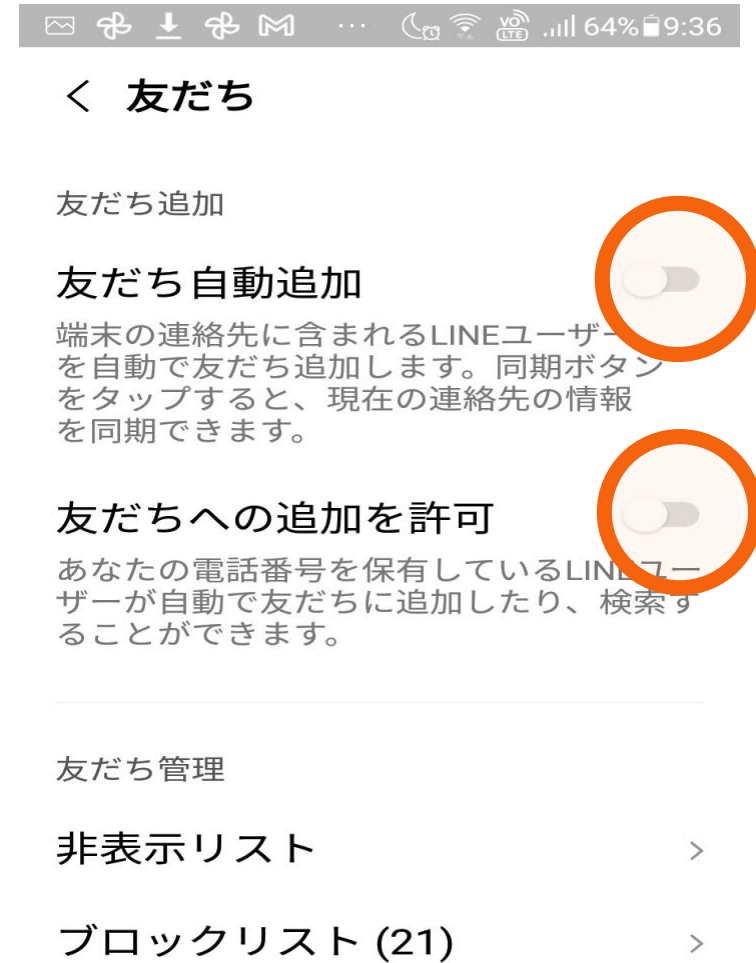 VO LTE 64% 9:36
友だち
友だち追加
友だち自動追加
端末の連絡先に含まれるLINEユーザー
を自動で友だち追加します。同期ボタン
をタップすると、現在の連絡先の情報
を同期できます。
友だちへの追加を許可
あなたの電話番号を保有しているLINEユー
ザーが自動で友だちに追加したり、検索す
ることができます。
友だち管理
非表示リスト
ブロックリスト (21)